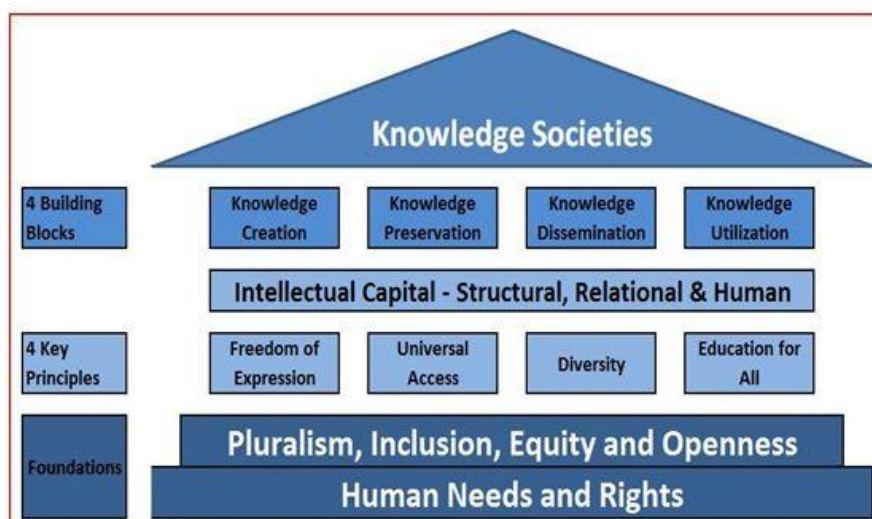 Knowledge Societies
4 Building
Blocks
Knowledge
Creation
Knowledge
Preservation
Knowledge
Dissemination
Knowledge
Utilization
Intellectual Capital - Structural, Relational & Human
4 Key
Principles
Freedom of
Expression
Universal
Access
Diversity
Education for
All
Foundations
Pluralism, Inclusion, Equity and Openness
Human Needs and Rights